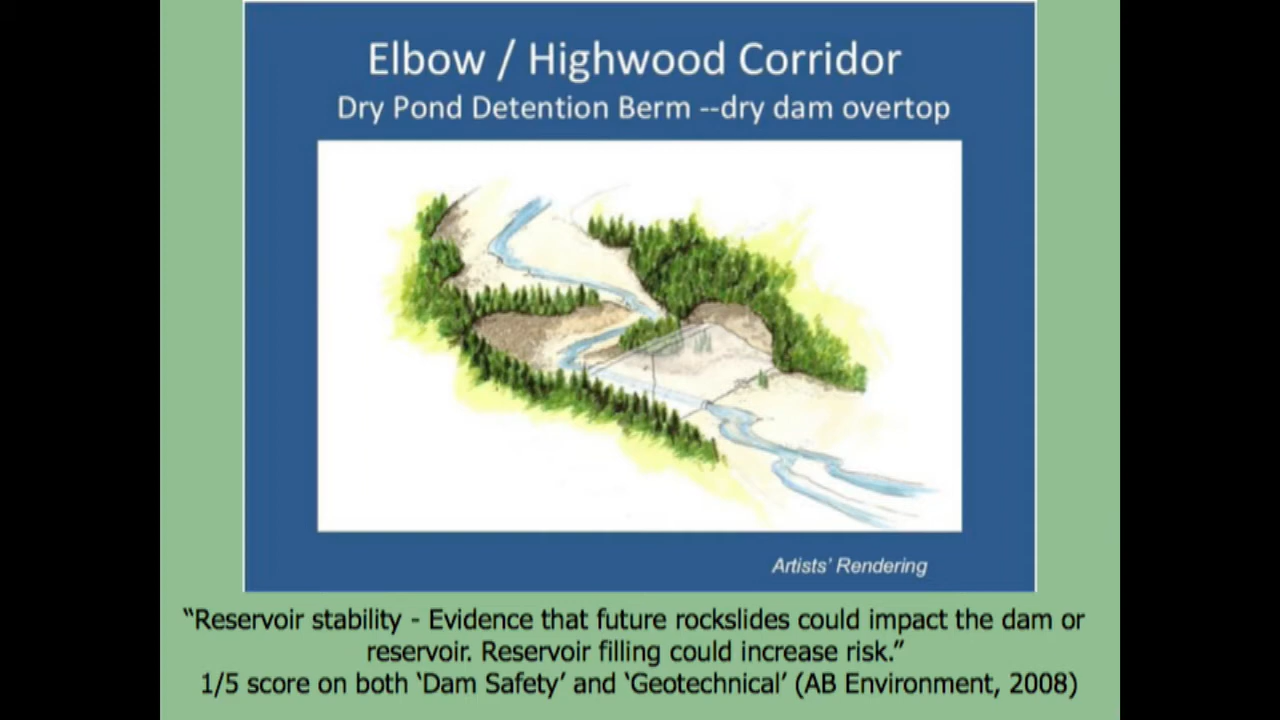 Elbow / Highwood Corridor
Dry Pond Detention Berm --dry dam overtop
Artists’ Rendering
“Reservoir stability - Evidence that future rockslides could impact the dam or
reservoir. Reservoir filling could increase risk.”
1/5 score on both ‘Dam Safety’ and ‘Geotechnical’ (AB Environment, 2008)